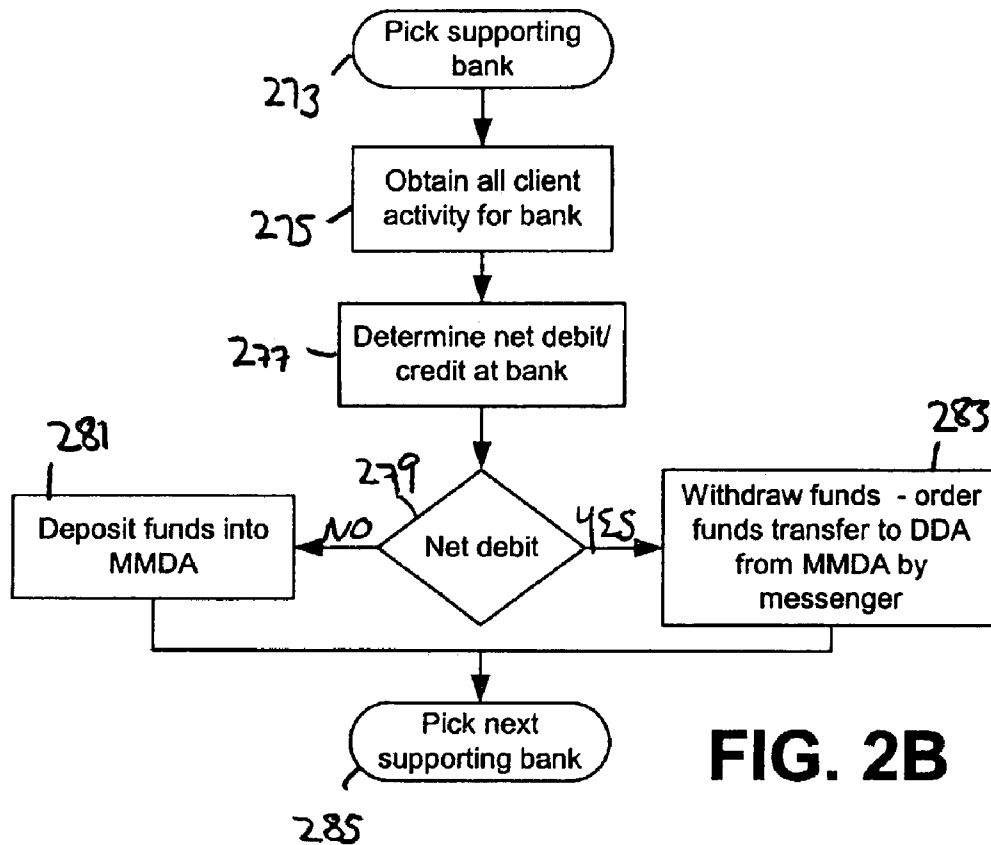 Pick supporting
bank
273
Obtain all client
activity for bank
275
Determine net debit/
credit at bank
277
279
Net debit
NO
YES
281
Deposit funds into
MMDA
283
Withdraw funds - order
funds transfer to DDA
from MMDA by
messenger
Pick next
supporting bank
285
FIG. 2B